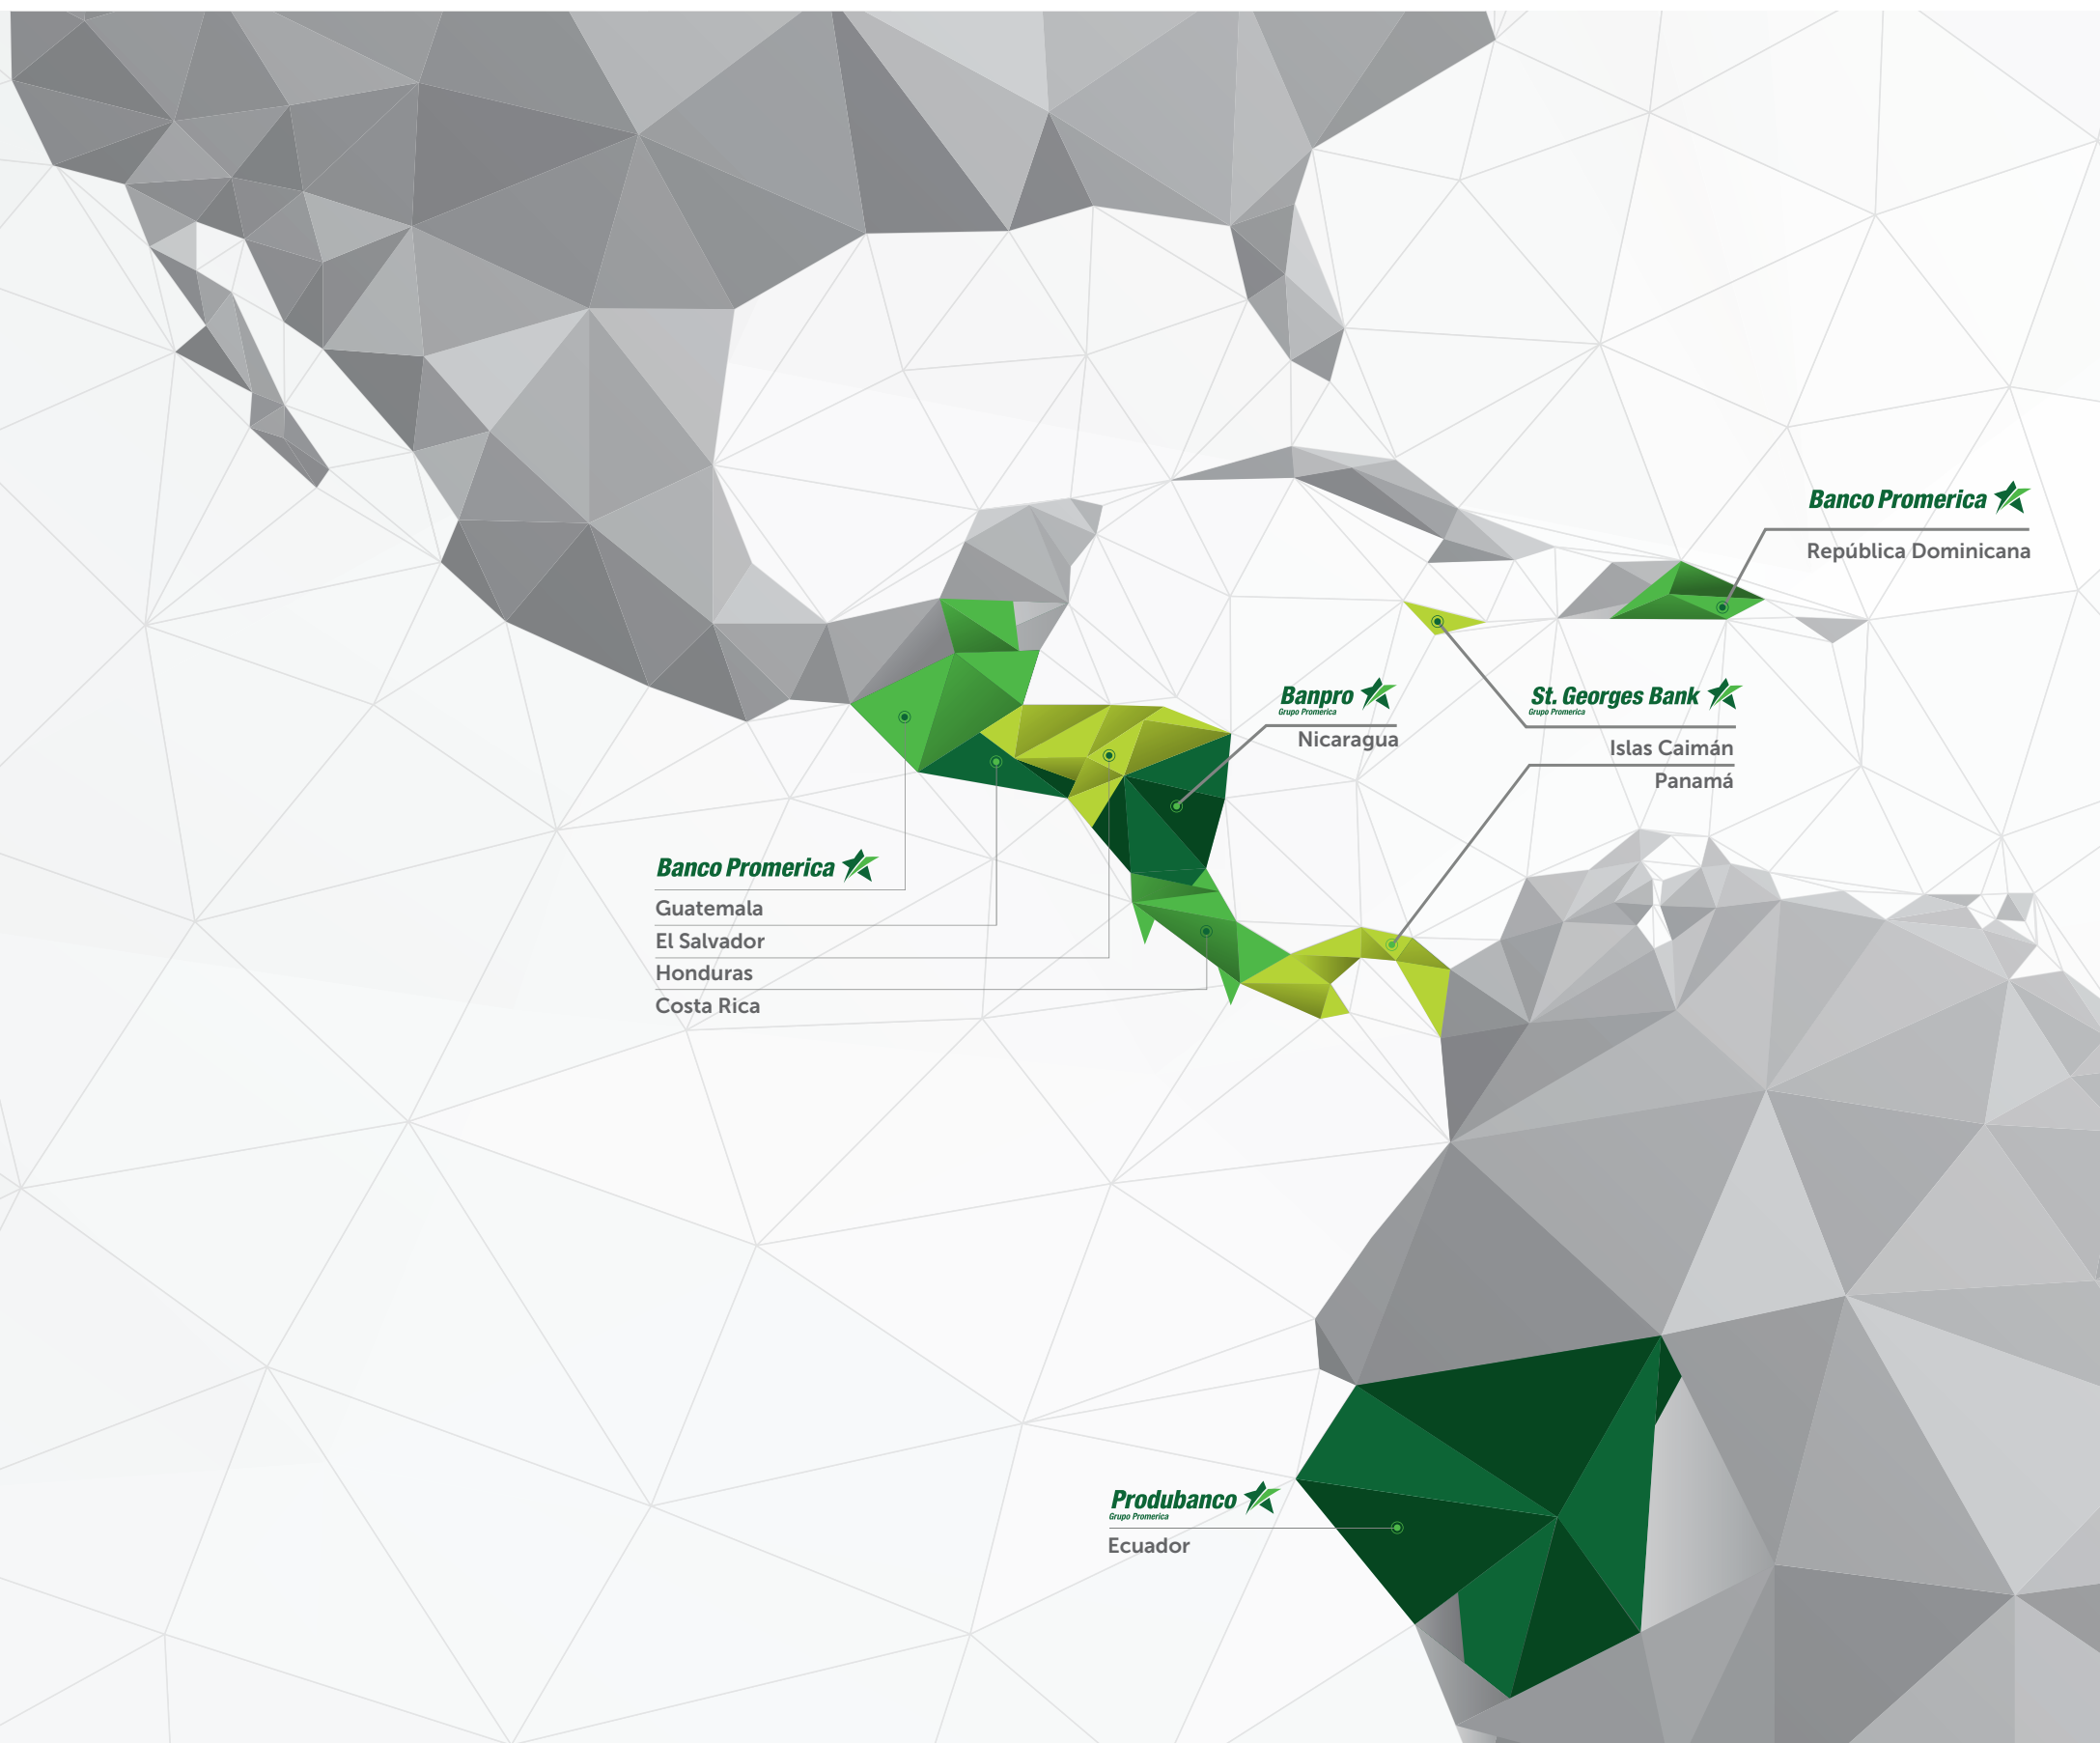 Banco Promerica
República Dominicana
Banpro
Grupo Promerica
Nicaragua
St. Georges Bank
Grupo Promerica
Islas Caimán
Panamá
Banco Promerica
Guatemala
El Salvador
Honduras
Costa Rica
Produbanco
Grupo Promerica
Ecuador